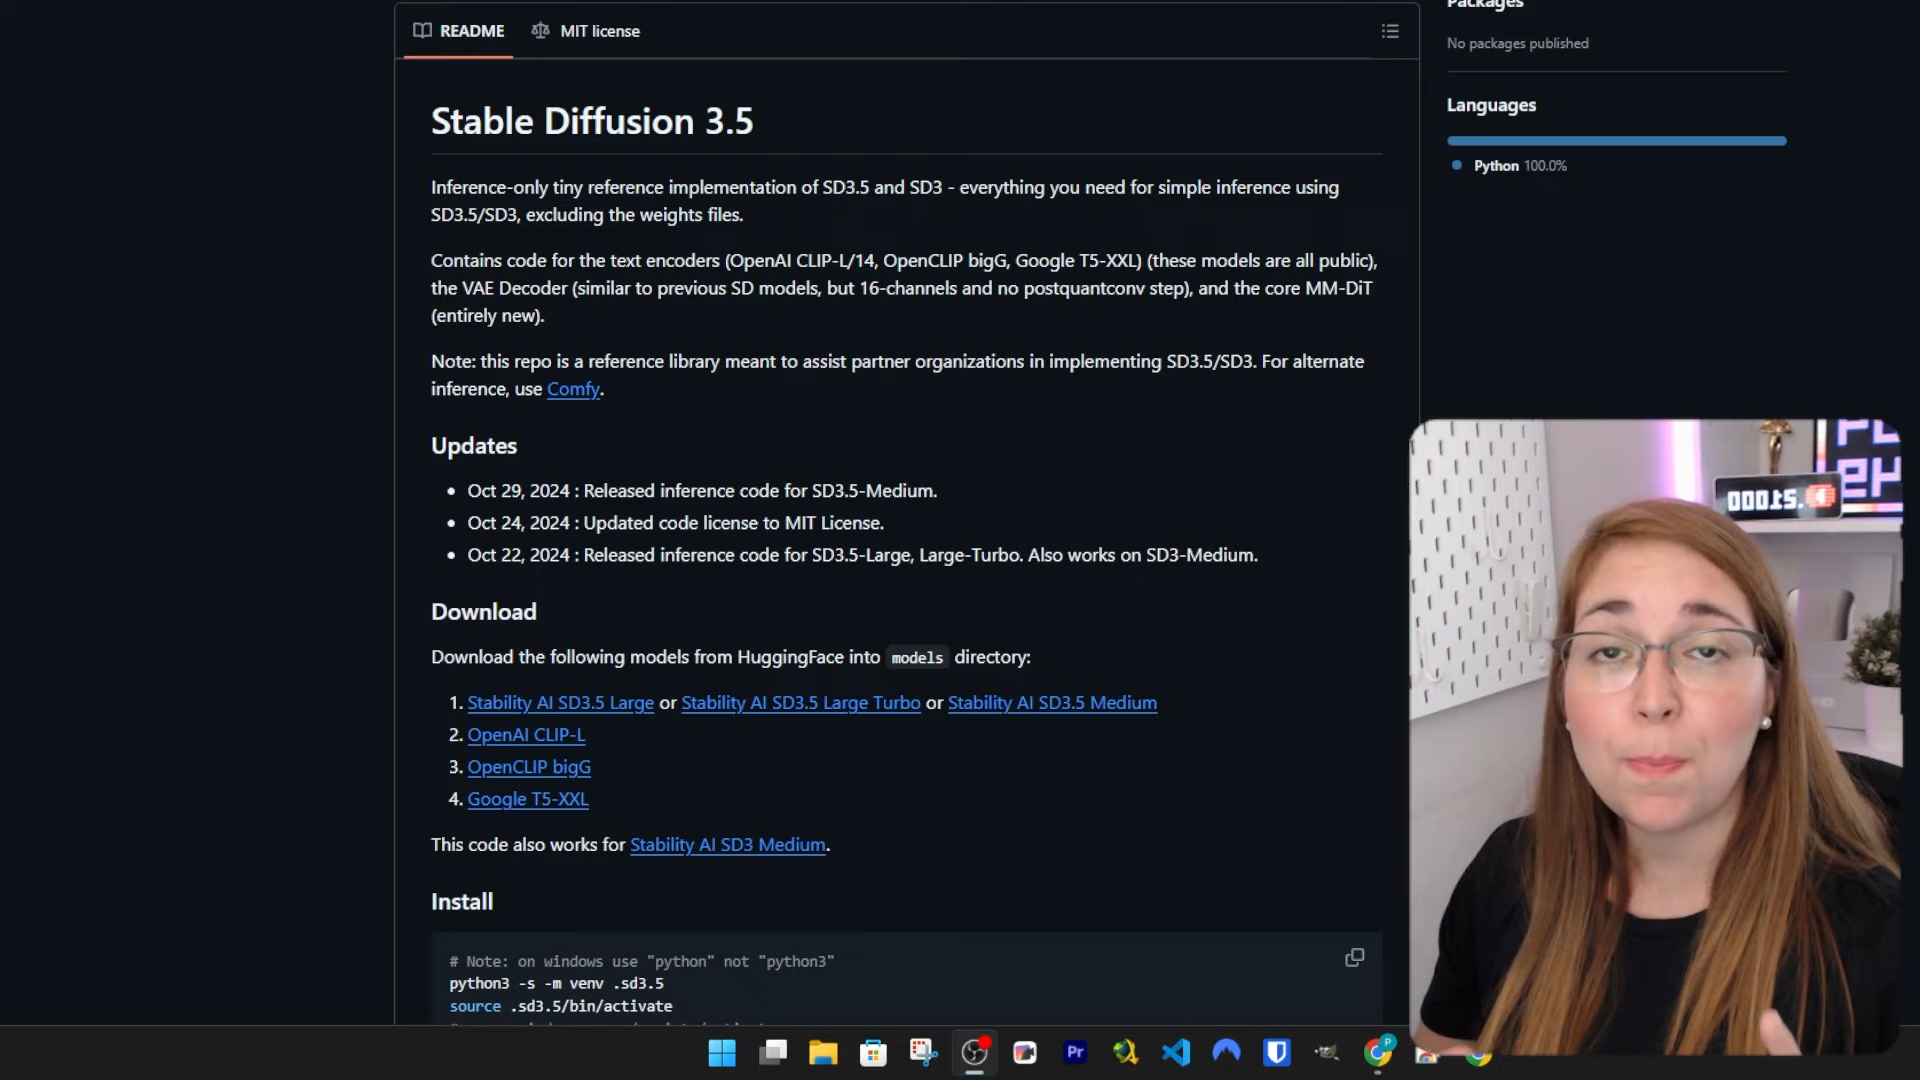 Packages
README
MIT license
No packages published
Languages
Python 100.0%
Stable Diffusion 3.5
Inference-only tiny reference implementation of SD3.5 and SD3 - everything you need for simple inference using
SD3.5/SD3, excluding the weights files.
Contains code for the text encoders (OpenAI CLIP-L/14, OpenCLIP bigG, Google T5-XXL) (these models are all public),
the VAE Decoder (similar to previous SD models, but 16-channels and no postquantconv step), and the core MM-DiT
(entirely new).
Note: this repo is a reference library meant to assist partner organizations in implementing SD3.5/SD3. For alternate
inference, use Comfy.
Updates
• Oct 29, 2024 : Released inference code for SD3.5-Medium.
• Oct 24, 2024 : Updated code license to MIT License.
• Oct 22, 2024 : Released inference code for SD3.5-Large, Large-Turbo. Also works on SD3-Medium.
Download
Download the following models from HuggingFace into models directory:
1. Stability AI SD3.5 Large or Stability AI SD3.5 Large Turbo or Stability AI SD3.5 Medium
2. OpenAI CLIP-L
3. OpenCLIP bigG
4. Google T5-XXL
This code also works for Stability AI SD3 Medium.
Install
# Note: on windows use "python" not "python3"
python3 -s -m venv .sd3.5
source .sd3.5/bin/activate
Pr
P